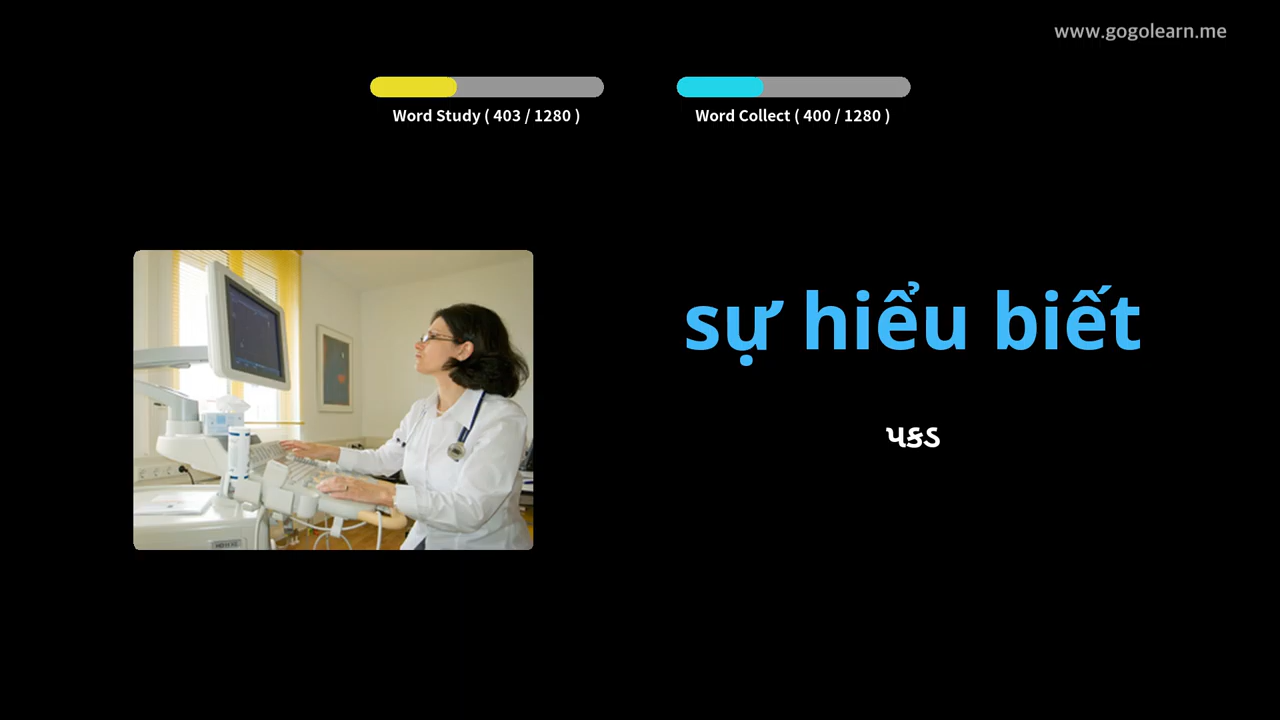 www.gogolearn.me
Word Study ( 403 / 1280 )
Word Collect ( 400 / 1280 )
sự hiểu biết
પકડ